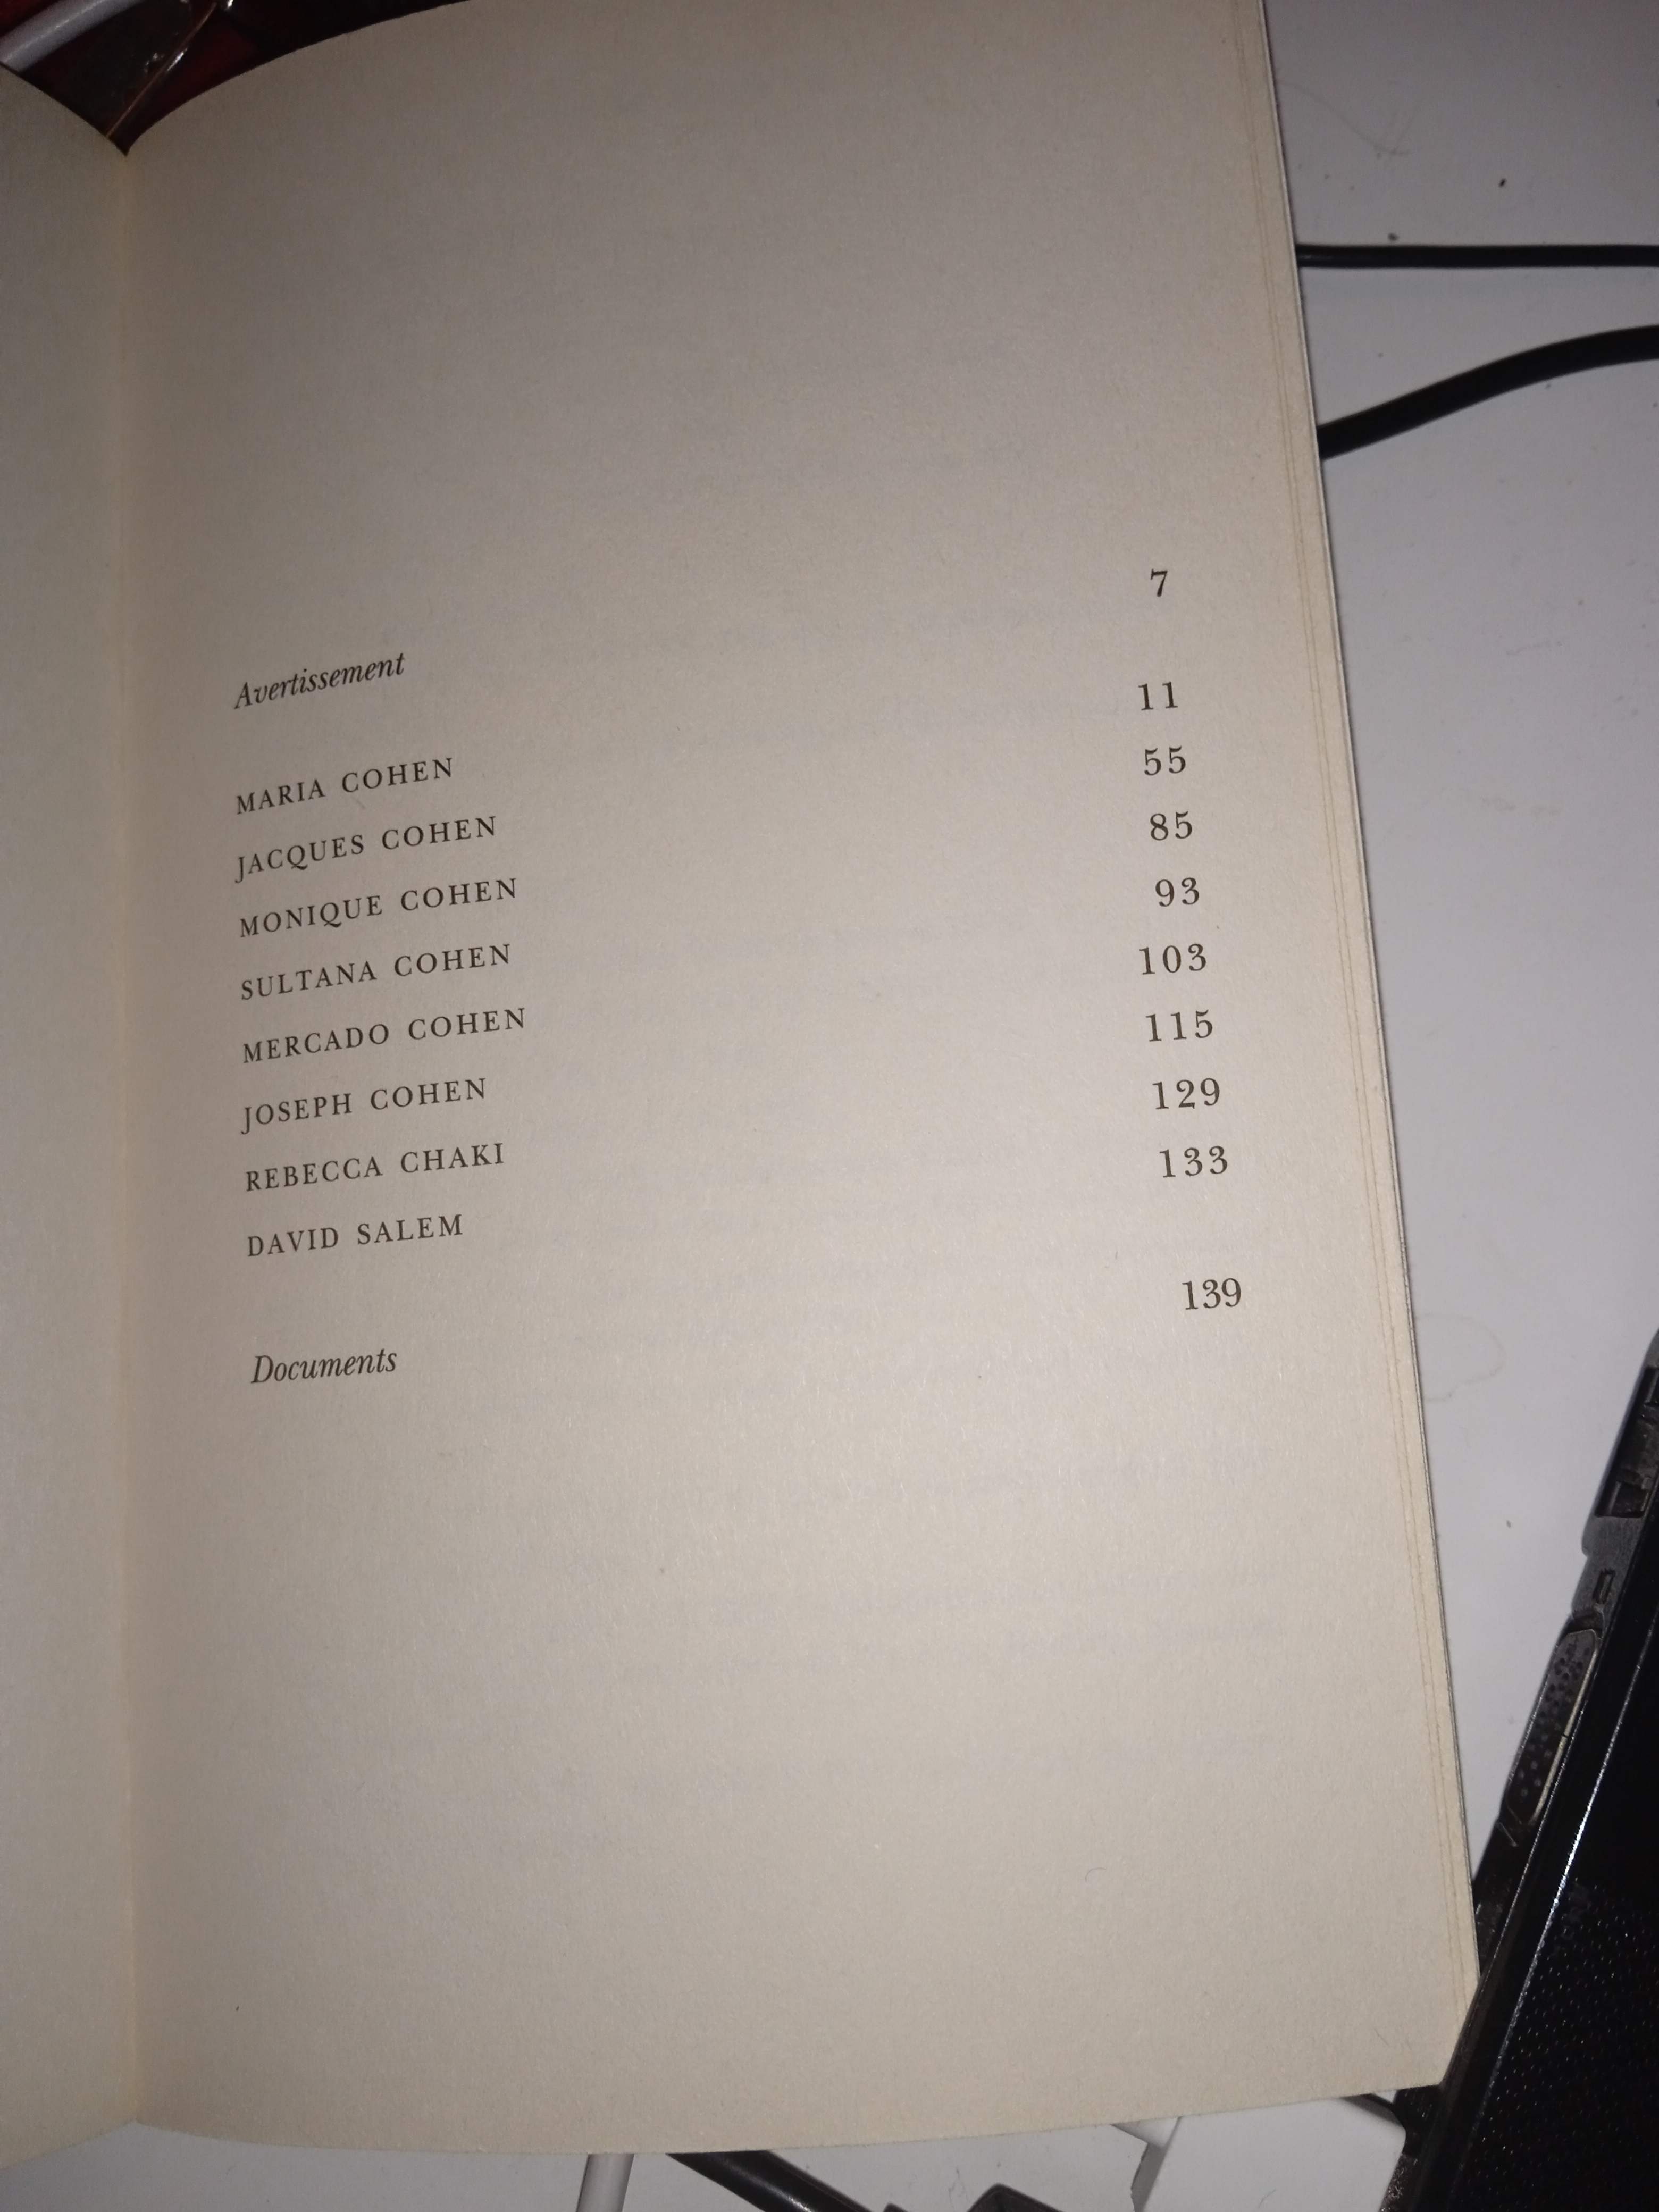 Avertissement 7
MARIA COHEN 11
JACQUES COHEN 55
MONIQUE COHEN 85
SULTANA COHEN 93
MERCADO COHEN 103
JOSEPH COHEN 115
REBECCA CHAKI 129
DAVID SALEM 133
Documents 139